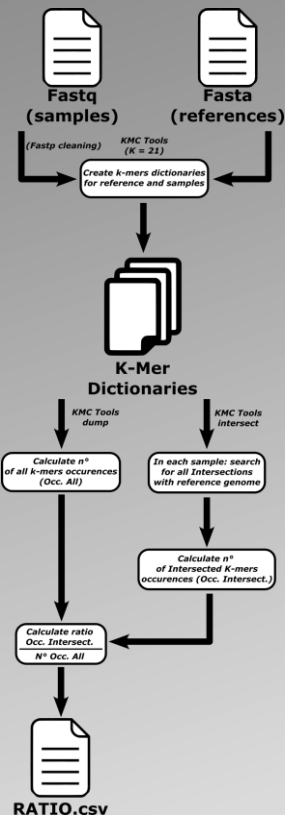 Fastq
(samples)
Fasta
(references)
(Fastp cleaning)
KMC Tools
(K = 21)
Create k-mers dictionaries
for reference and samples
K-Mer
Dictionaries
KMC Tools
dump
KMC Tools
intersect
Calculate n°
of all k-mers occurences
(Occ. All)
In each sample: search
for all Intersections
with reference genome
Calculate n°
of Intersected K-mers
occurences (Occ. Intersect.)
Calculate ratio
Occ. Intersect.
N° Occ. All
RATIO.csv